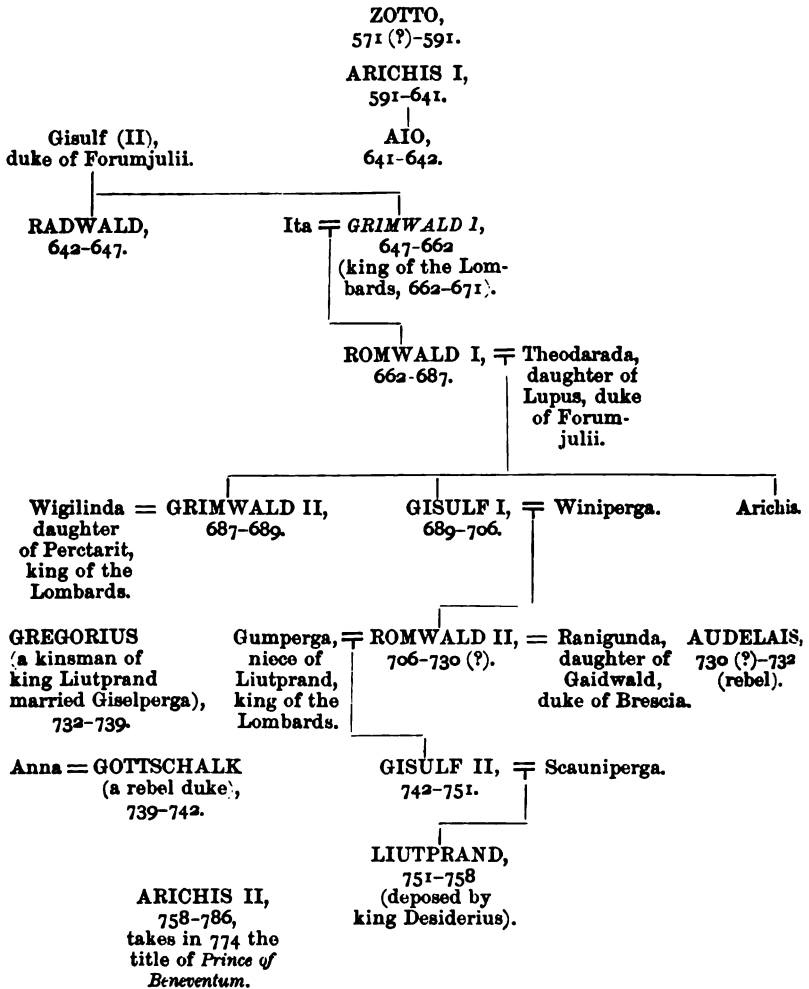 ZOTTO,
571 (?)-591.
ARICHIS I,
591-641.
Gisulf (II),
duke of Forumjulii.
AIO,
641-642.
RADWALD,
642-647.
Ita = GRIMWALD I,
647-662
(king of the Lom-
bards, 662-671).
ROMWALD I, = Theodarada,
662-687.
daughter of
Lupus, duke
of Forum-
julii.
Wigilinda = GRIMWALD II,
daughter
of Perctarit,
king of the
Lombards.
687-689.
GISULF I, = Winiperga.
689-706.
Arichis.
GREGORIUS
(a kinsman of
king Liutprand
married Giselperga),
732-739.
Gumperga, = ROMWALD II, = Ranigunda,
niece of
Liutprand,
king of the
Lombards.
706-730 (?).
daughter of
Gaidwald,
duke of Brescia.
AUDELAIS,
730 (?)-732
(rebel).
Anna = GOTTSCHALK
(a rebel duke),
739-742.
GISULF II, = Scauniperga.
742-751.
LIUTPRAND,
751-758
(deposed by
king Desiderius).
ARICHIS II,
758-786,
takes in 774 the
title of Prince of
Beneventum.